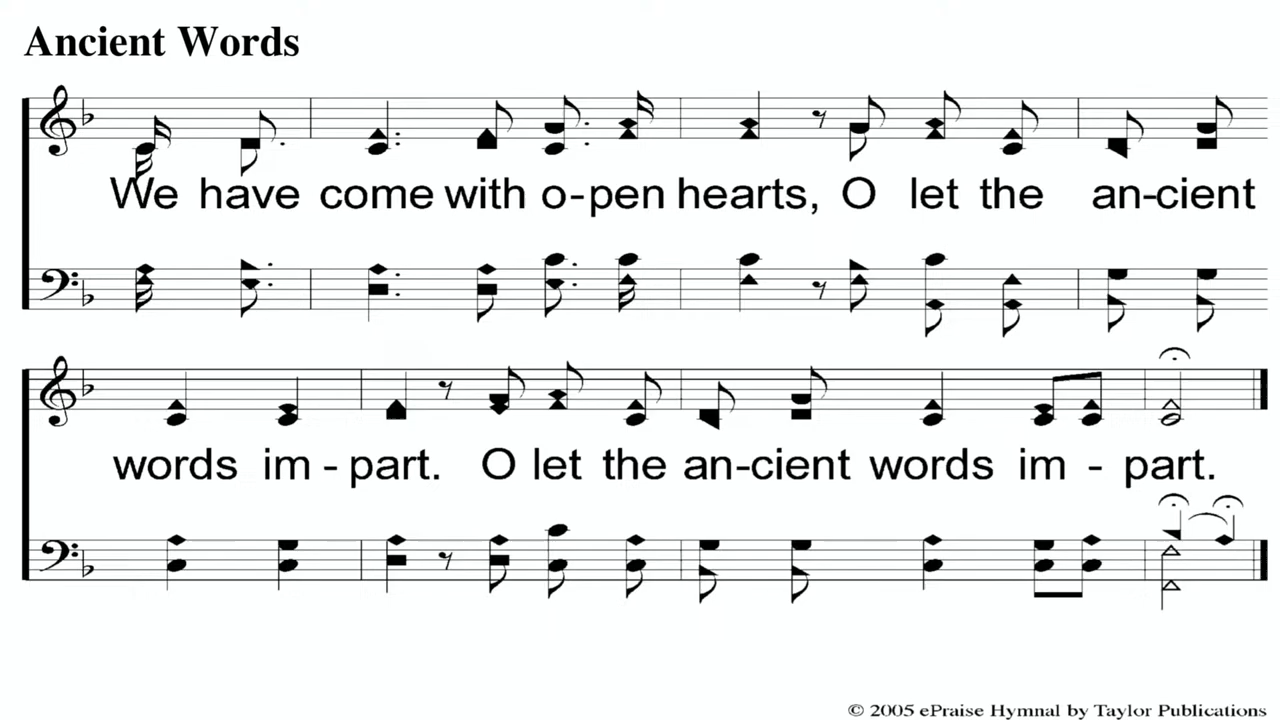 Ancient Words
We have come with o-pen hearts, O let the an-cient
words im - part. O let the an-cient words im - part.
© 2005 ePraise Hymnal by Taylor Publications